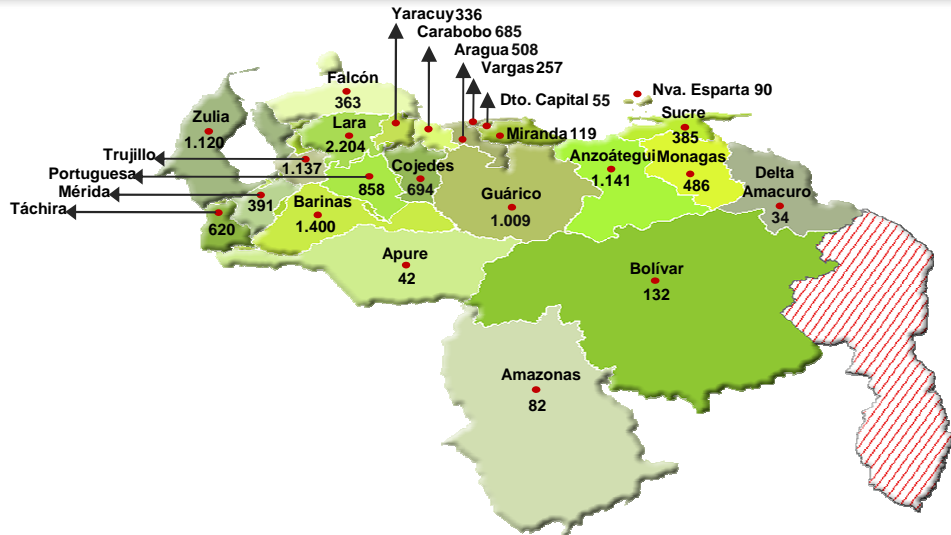 Yaracuy 336
Carabobo 685
Aragua 508
Vargas 257
Dto. Capital 55
Miranda 119
Nva. Esparta 90
Falcón
363
Zulia
1.120
Lara
2.204
Trujillo
1.137
Portuguesa
858
Mérida
391
Táchira
620
Cojedes
694
Barinas
1.400
Guárico
1.009
Anzoátegui
1.141
Sucre
385
Monagas
486
Delta
Amacuro
34
Apure
42
Bolívar
132
Amazonas
82